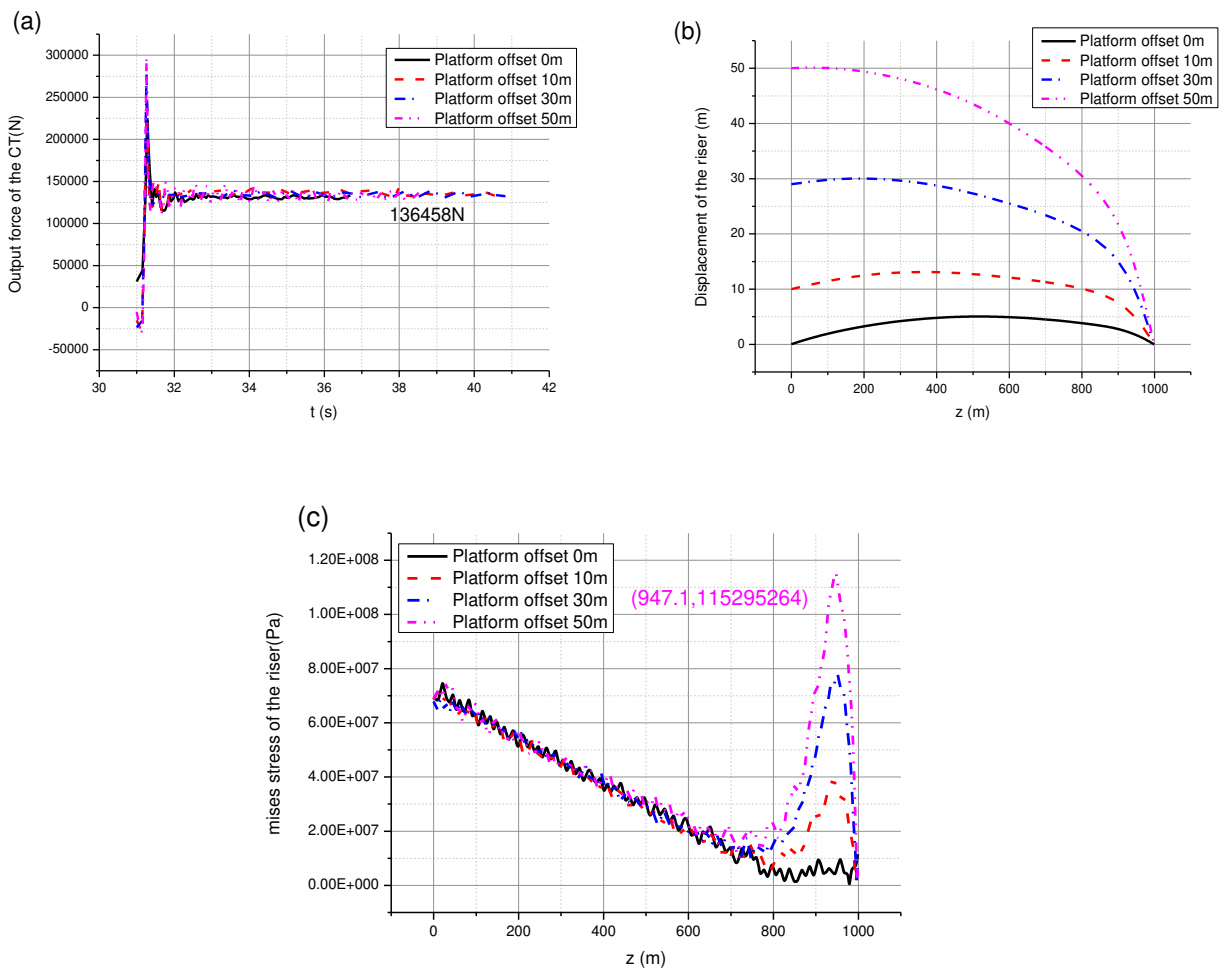 (a)
Output force of the CT(N)
300000
250000
200000
150000
100000
50000
0
-50000
30 32 34 36 38 40 42
t (s)
Platform offset 0m
Platform offset 10m
Platform offset 30m
Platform offset 50m
136458N
(b)
Displacement of the riser (m)
50
40
30
20
10
0
0 200 400 600 800 1000
z (m)
Platform offset 0m
Platform offset 10m
Platform offset 30m
Platform offset 50m
(c)
mises stress of the riser(Pa)
1.20E+008
1.00E+008
8.00E+007
6.00E+007
4.00E+007
2.00E+007
0.00E+000
0 200 400 600 800 1000
z (m)
Platform offset 0m
Platform offset 10m
Platform offset 30m
Platform offset 50m
(947.1,115295264)